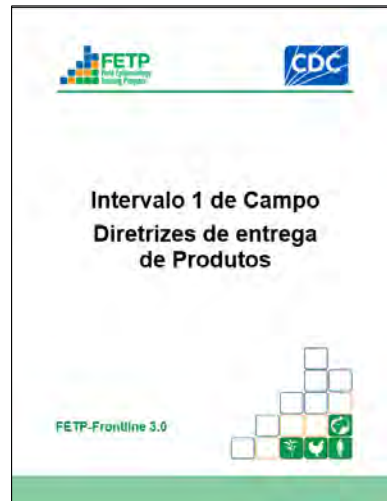 FETP
Field Epidemiology
Training Program
CDC
Intervalo 1 de Campo
Diretrizes de entrega
de Produtos
FETP-Frontline 3.0